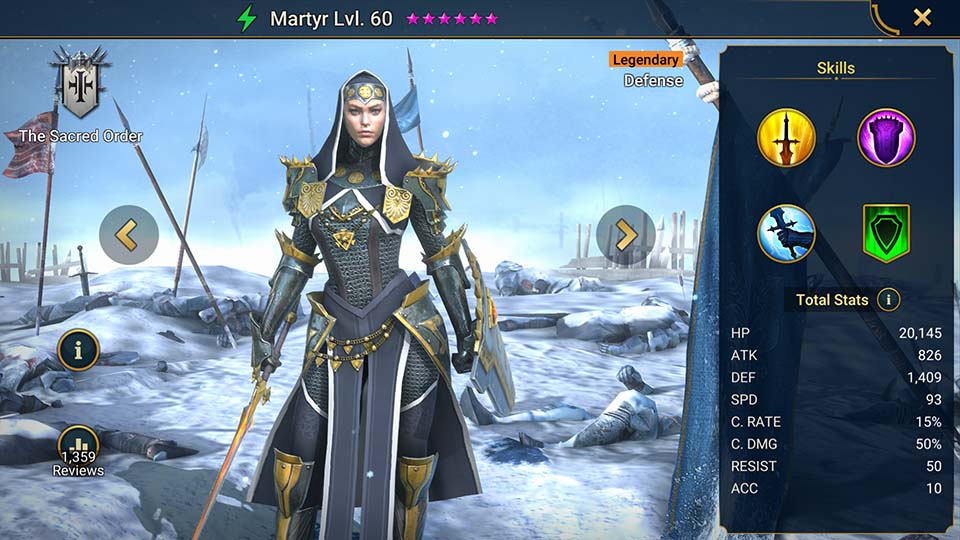 Martyr Lvl. 60
Legendary
Defense
The Sacred Order
1,359
Reviews
Skills
Total Stats i
HP 20,145
ATK 826
DEF 1,409
SPD 93
C. RATE 15%
C. DMG 50%
RESIST 50
ACC 10